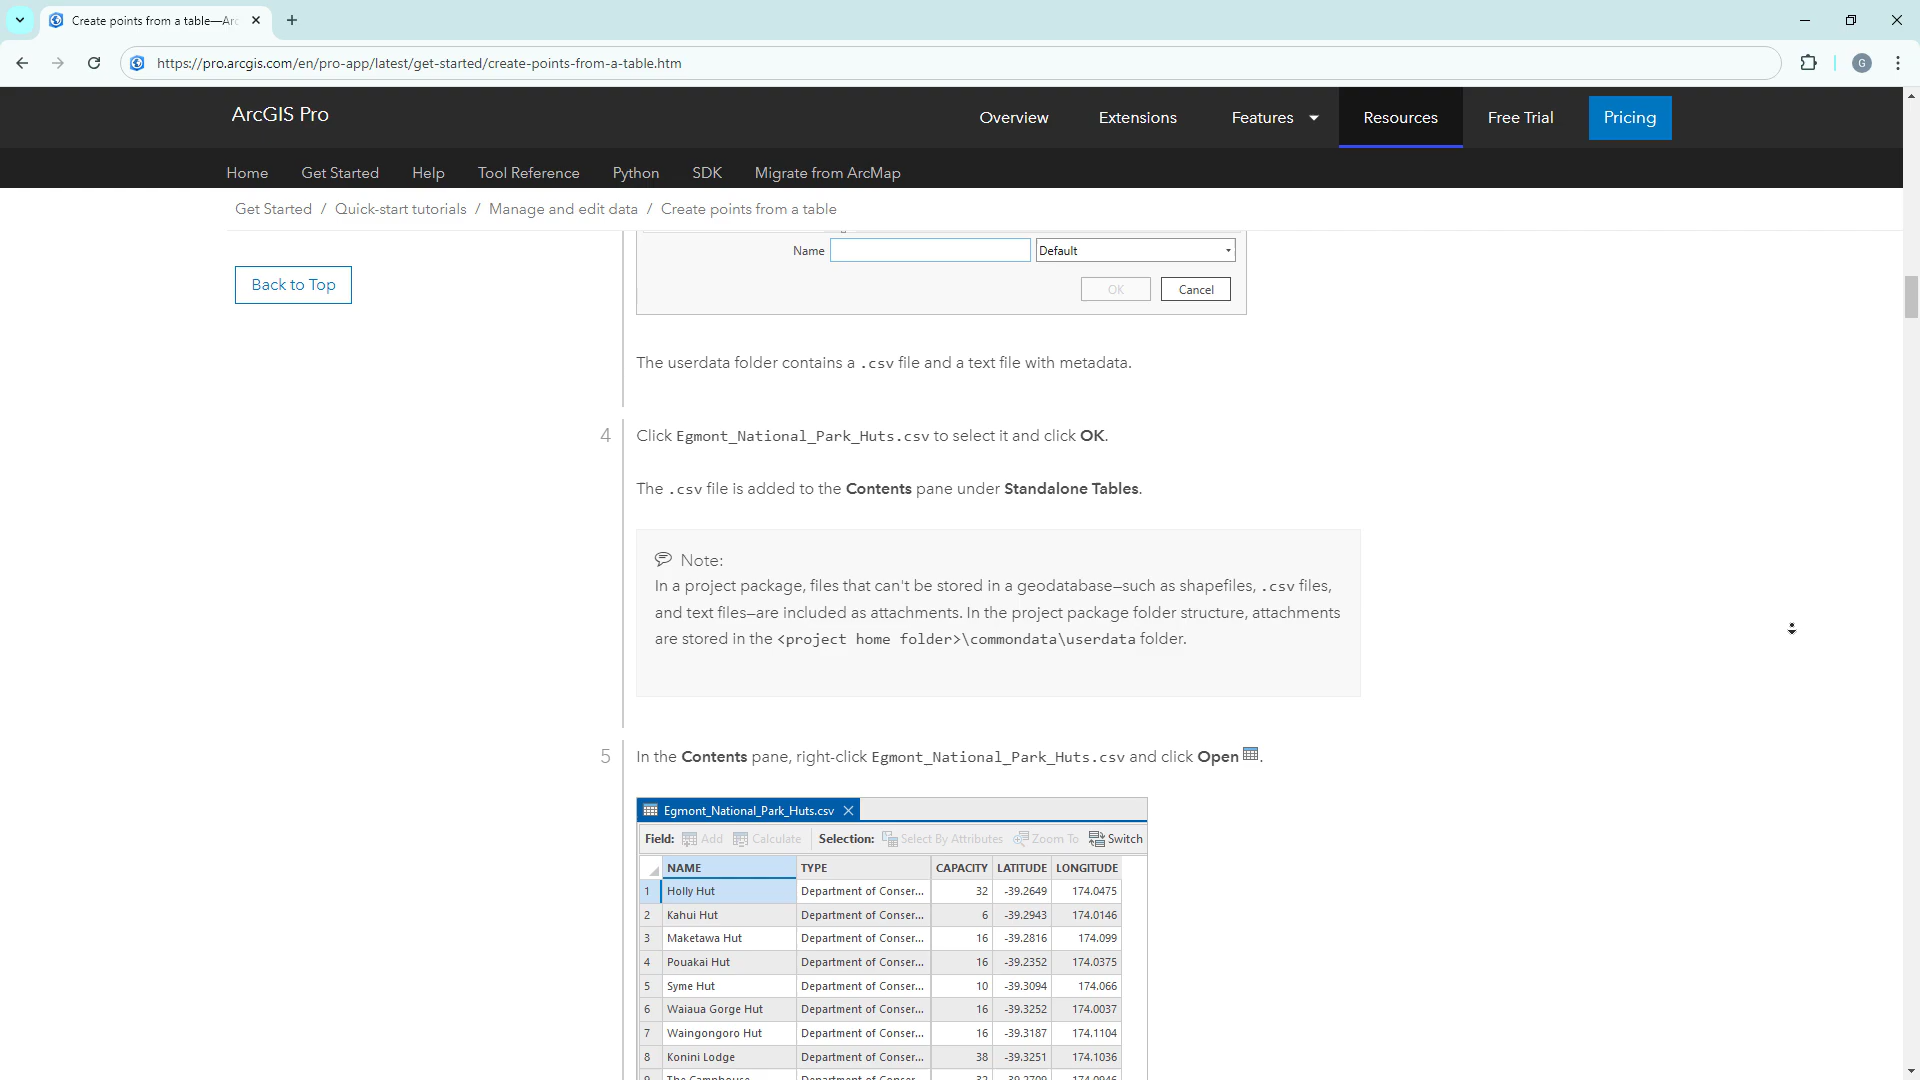 Create points from a table—Arc
https://pro.arcgis.com/en/pro-app/latest/get-started/create-points-from-a-table.htm
G
ArcGIS Pro
Overview
Extensions
Features
Resources
Free Trial
Pricing
Home
Get Started
Help
Tool Reference
Python
SDK
Migrate from ArcMap
Get Started / Quick-start tutorials / Manage and edit data / Create points from a table
Back to Top
Name
Default
OK
Cancel
The userdata folder contains a .csv file and a text file with metadata.
4
Click Egmont_National_Park_Huts.csv to select it and click OK.
The .csv file is added to the Contents pane under Standalone Tables.
Note:
In a project package, files that can't be stored in a geodatabase—such as shapefiles, .csv files,
and text files—are included as attachments. In the project package folder structure, attachments
are stored in the <project home folder>\commondata\userdata folder.
5
In the Contents pane, right-click Egmont_National_Park_Huts.csv and click Open .
Egmont_National_Park_Huts.csv
Field: Add Calculate Selection: Select By Attributes Zoom To Switch
NAME TYPE CAPACITY LATITUDE LONGITUDE
1 Holly Hut Department of Conser... 32 -39.2649 174.0475
2 Kahui Hut Department of Conser... 6 -39.2943 174.0146
3 Maketawa Hut Department of Conser... 16 -39.2816 174.099
4 Pouakai Hut Department of Conser... 16 -39.2352 174.0375
5 Syme Hut Department of Conser... 10 -39.3094 174.066
6 Waiaua Gorge Hut Department of Conser... 16 -39.3252 174.0037
7 Waingongoro Hut Department of Conser... 16 -39.3187 174.1104
8 Konini Lodge Department of Conser... 38 -39.3251 174.1036
9 The Camphouse Department of Conser... 32 -39.2709 174.0946